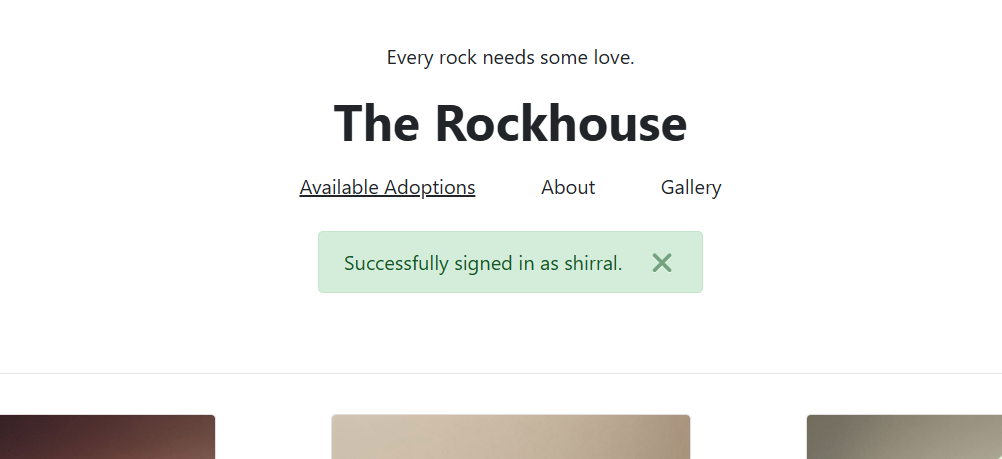 Every rock needs some love.
The Rockhouse
Available Adoptions About Gallery
Successfully signed in as shirral.